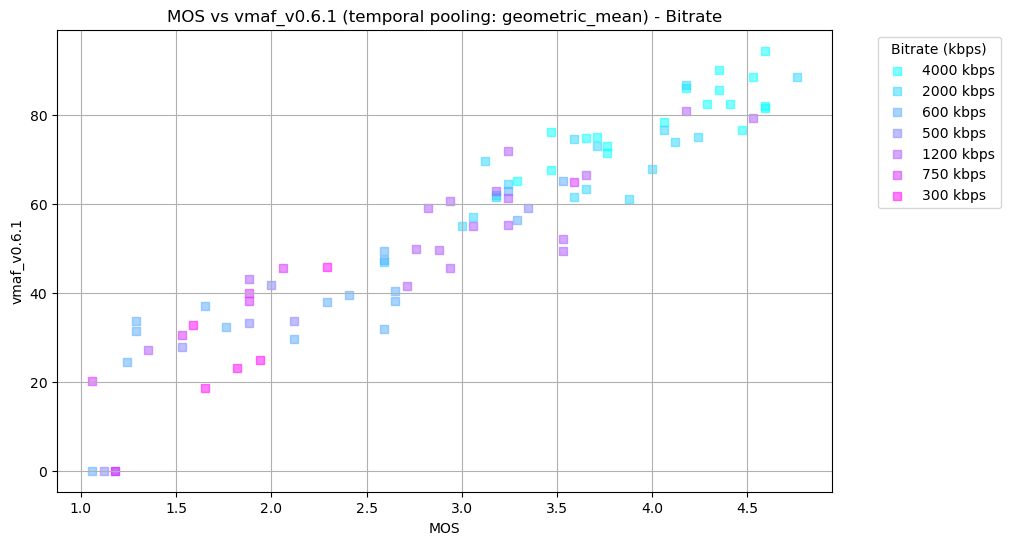 MOS vs vmaf_v0.6.1 (temporal pooling: geometric_mean) - Bitrate
Bitrate (kbps)
4000 kbps
2000 kbps
600 kbps
500 kbps
1200 kbps
750 kbps
300 kbps
vmaf_v0.6.1
80
60
40
20
0
1.0 1.5 2.0 2.5 3.0 3.5 4.0 4.5
MOS